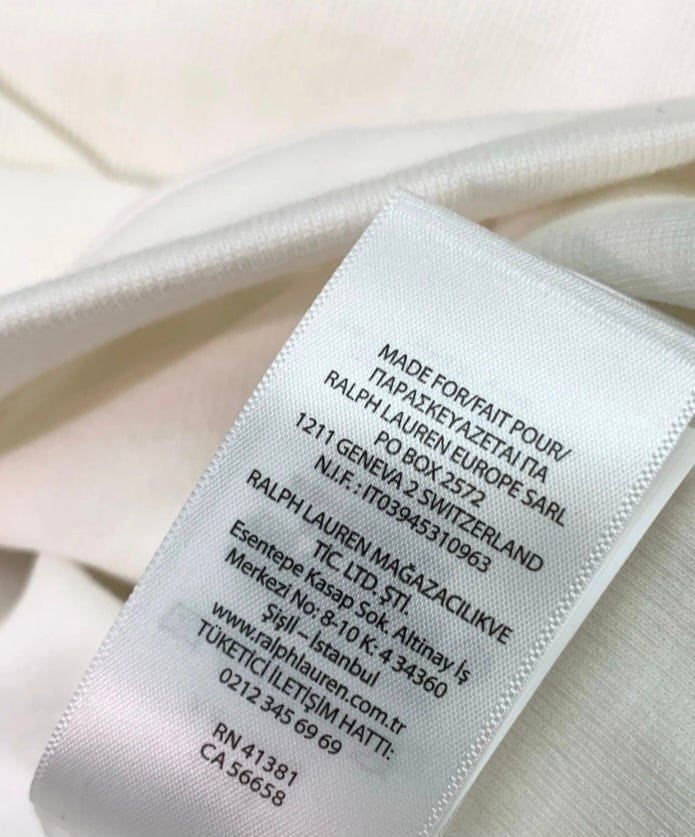 MADE FOR/FAIT POUR/
ΠΑΡΑΣΚΕΥΑΖΕΤΑΙ ΓΙΑ
RALPH LAUREN EUROPE SARL
PO BOX 2572
1211 GENEVA 2 SWITZERLAND
N.I.F. : IT03945310963
RALPH LAUREN MAĞAZACILIKVE
TİC LTD. ŞTİ.
Esentepe Kasap Sok. Altinay İş
Merkezi No: 8-10 K: 4 34360
Şişlİ – İstanbul
www.ralphlauren.com.tr
TÜKETİCİ İLETİŞİM HATTI:
0212 345 69 69
RN 41381
CA 56658